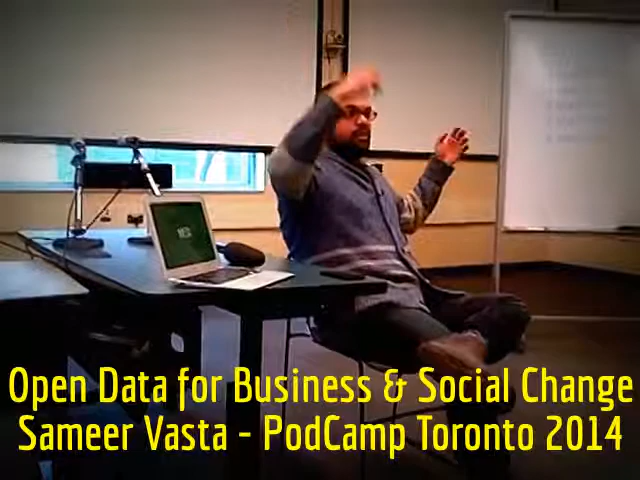 Open Data for Business & Social Change
Sameer Vasta - PodCamp Toronto 2014